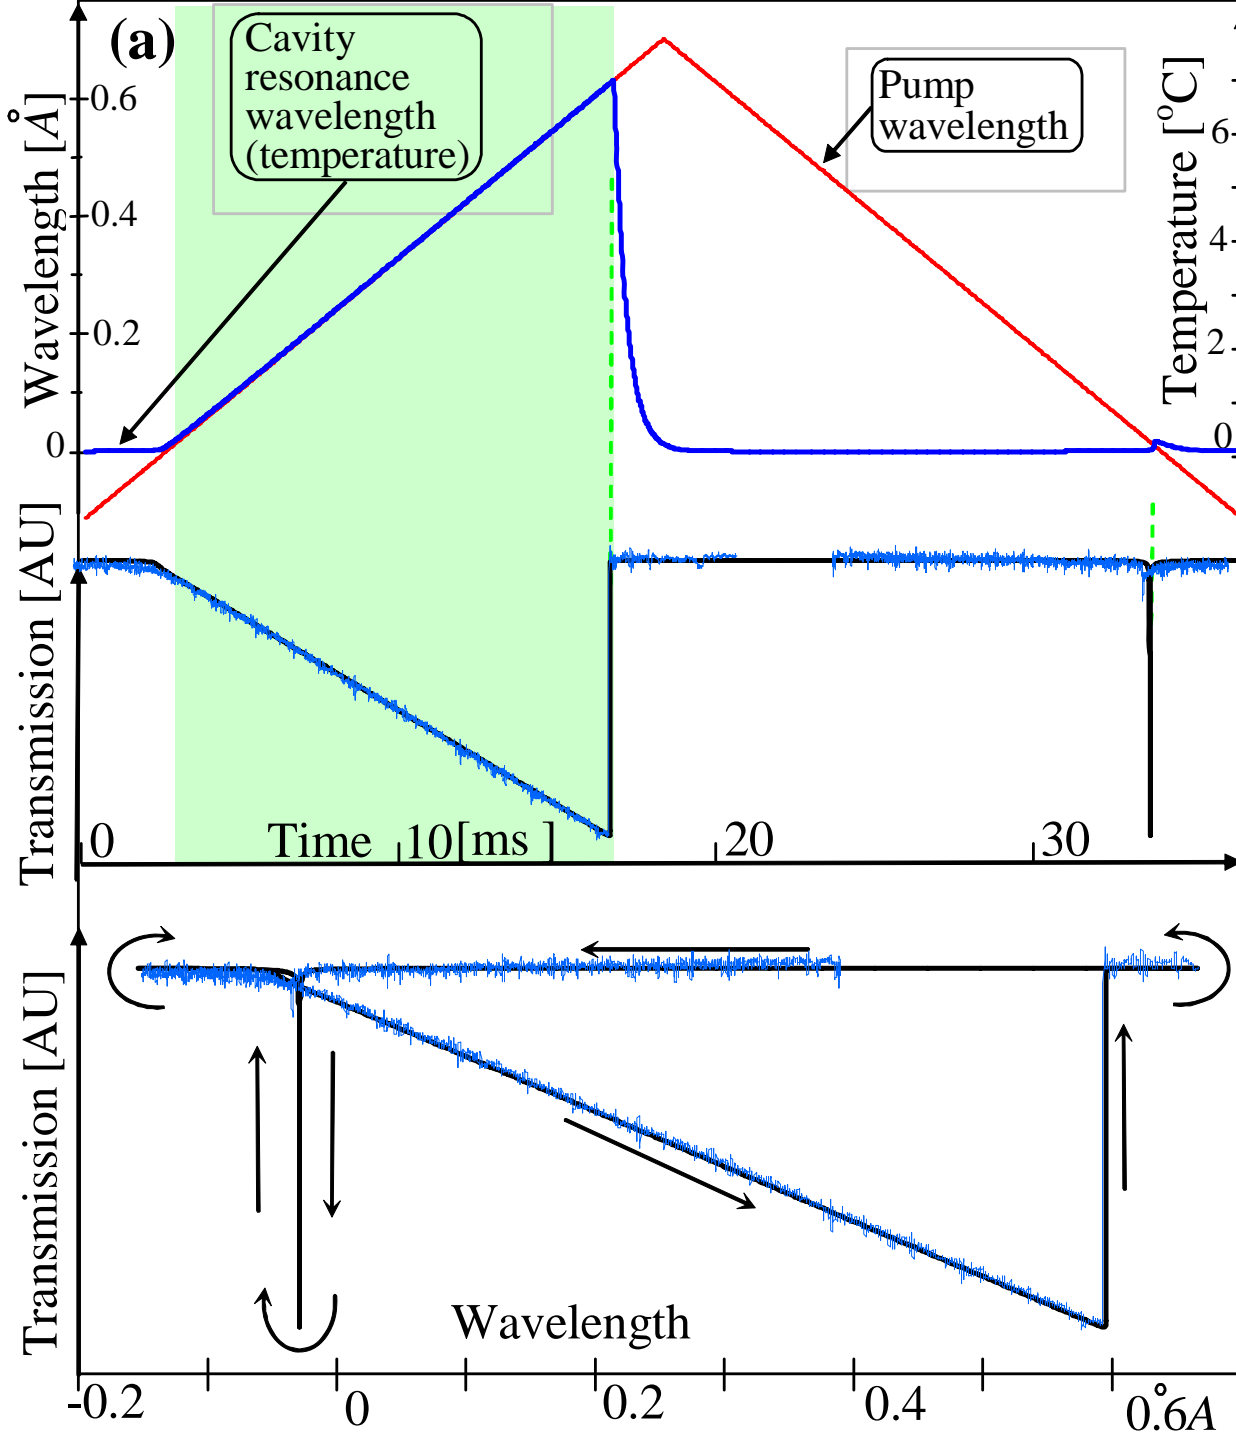 (a)
Cavity
resonance
wavelength
(temperature)
Pump
wavelength
Wavelength [Å]
0.6
0.4
0.2
0
Temperature [°C]
6
4
2
0
Transmission [AU]
0 Time 10 [ms] 20 30
Transmission [AU]
Wavelength
-0.2 0 0.2 0.4 0.6Å